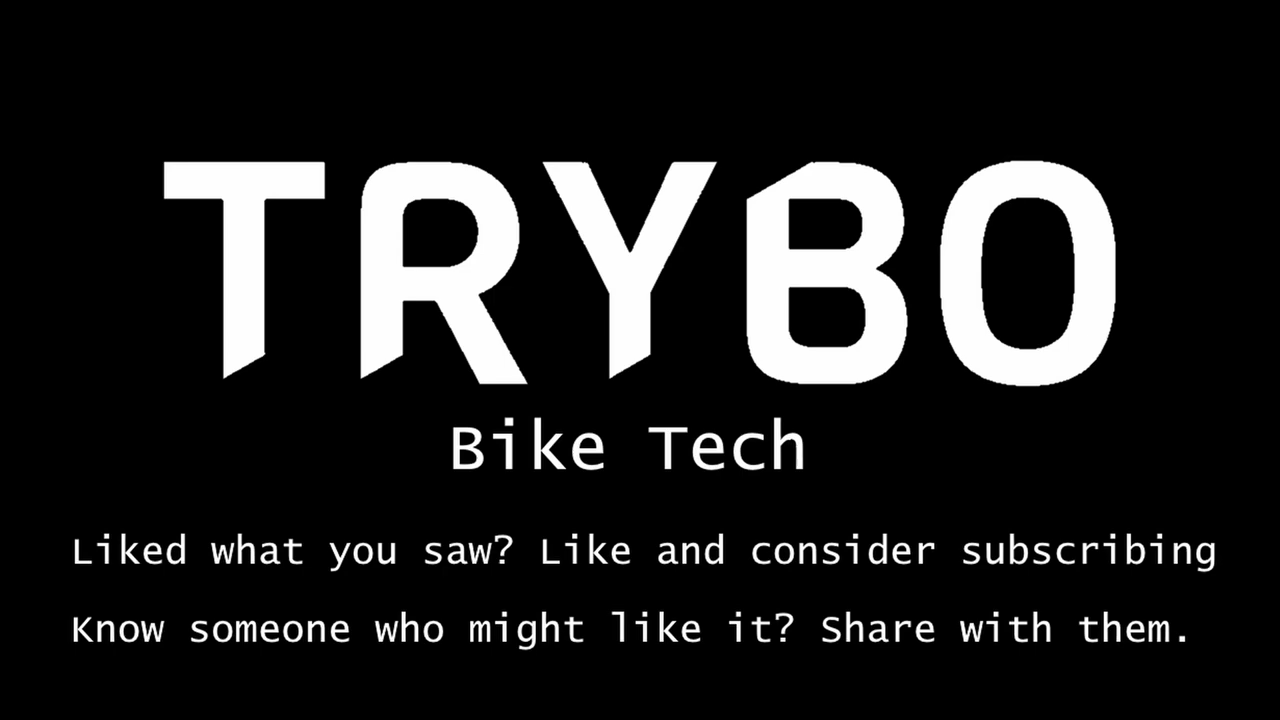 TRYBO
Bike Tech
Liked what you saw? Like and consider subscribing
Know someone who might like it? Share with them.